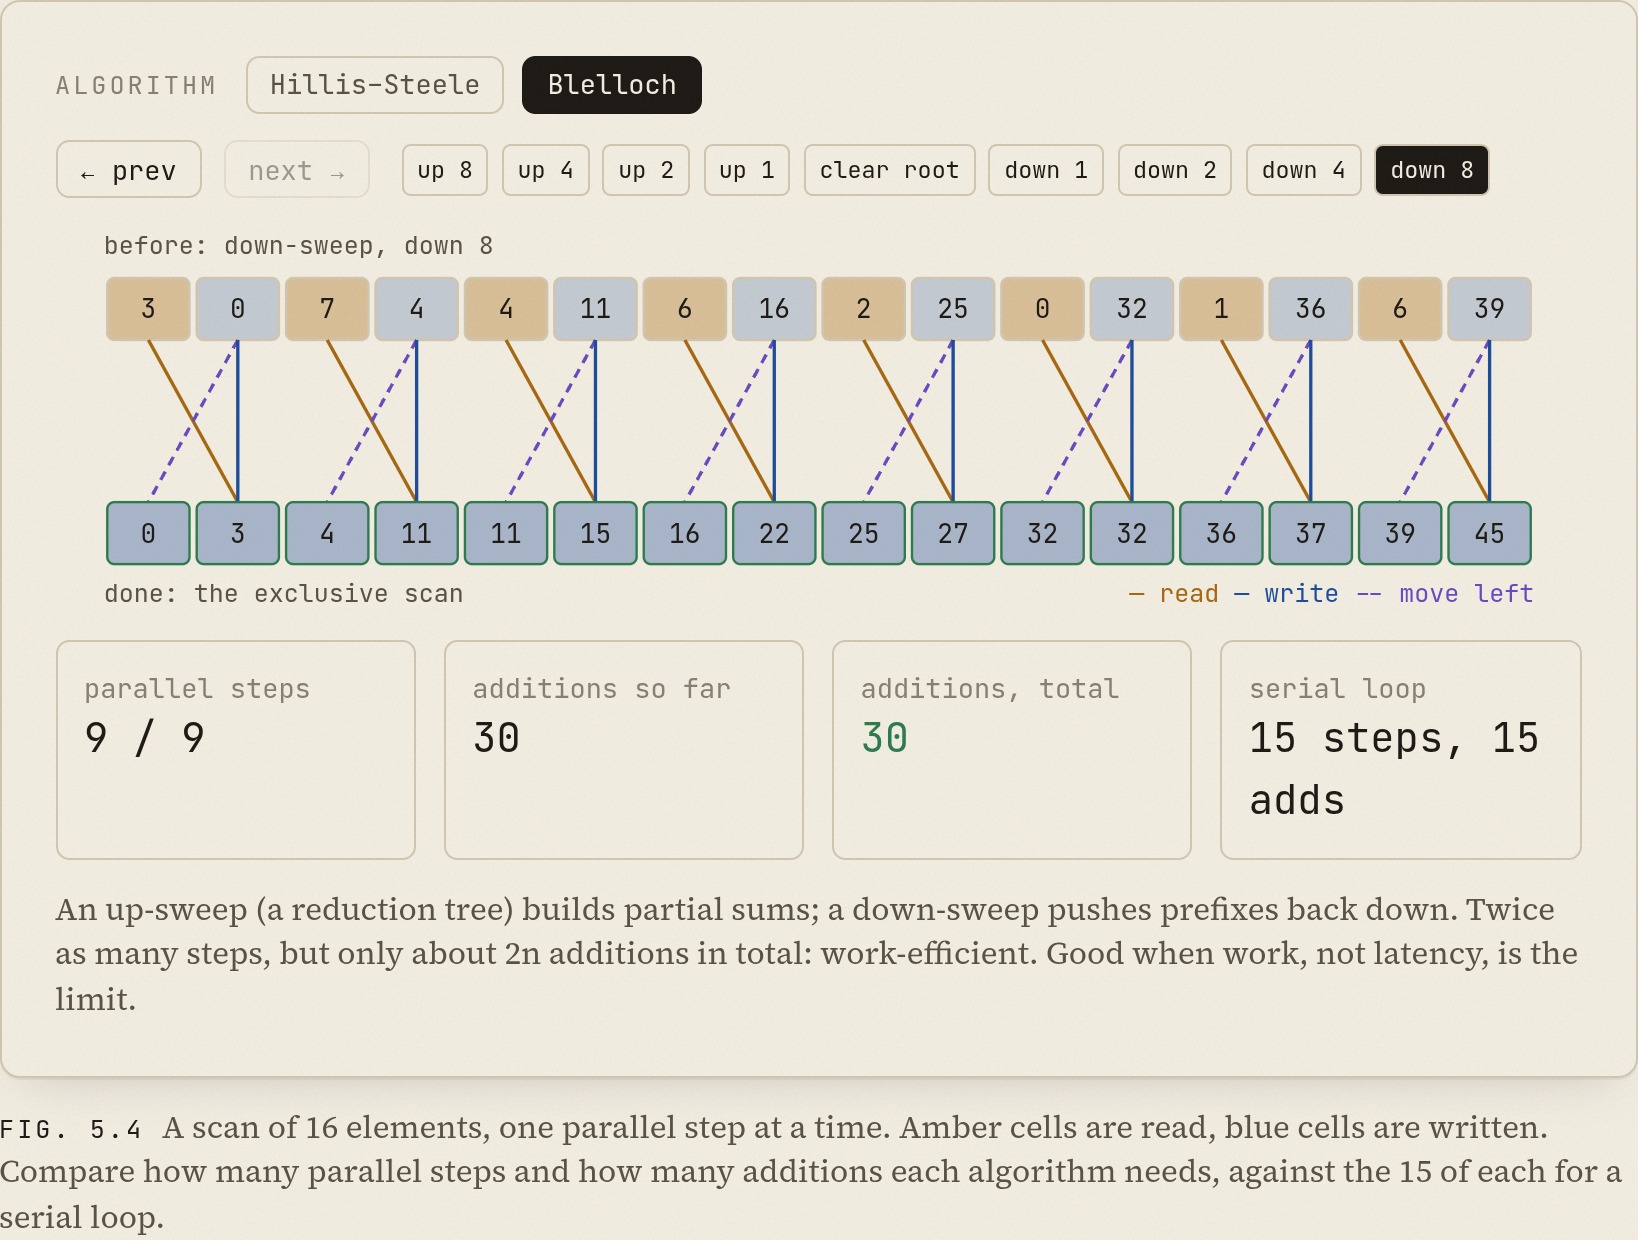 ALGORITHM Hillis–Steele Blelloch
← prev next → up 8 up 4 up 2 up 1 clear root down 1 down 2 down 4 down 8
before: down-sweep, down 8
3 0 7 4 4 11 6 16 2 25 0 32 1 36 6 39
0 3 4 11 11 15 16 22 25 27 32 32 36 37 39 45
done: the exclusive scan — read — write -- move left
parallel steps additions so far additions, total serial loop
9 / 9 30 30 15 steps, 15
adds
An up-sweep (a reduction tree) builds partial sums; a down-sweep pushes prefixes back down. Twice
as many steps, but only about 2n additions in total: work-efficient. Good when work, not latency, is the
limit.
FIG. 5.4 A scan of 16 elements, one parallel step at a time. Amber cells are read, blue cells are written.
Compare how many parallel steps and how many additions each algorithm needs, against the 15 of each for a
serial loop.